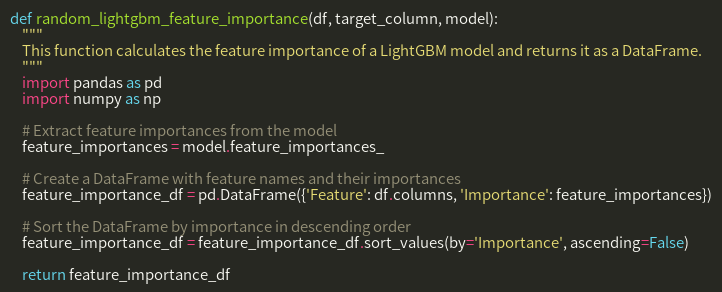 def random_lightgbm_feature_importance(df, target_column, model):
"""
This function calculates the feature importance of a LightGBM model and returns it as a DataFrame.
"""
import pandas as pd
import numpy as np
# Extract feature importances from the model
feature_importances = model.feature_importances_
# Create a DataFrame with feature names and their importances
feature_importance_df = pd.DataFrame({'Feature': df.columns, 'Importance': feature_importances})
# Sort the DataFrame by importance in descending order
feature_importance_df = feature_importance_df.sort_values(by='Importance', ascending=False)
return feature_importance_df